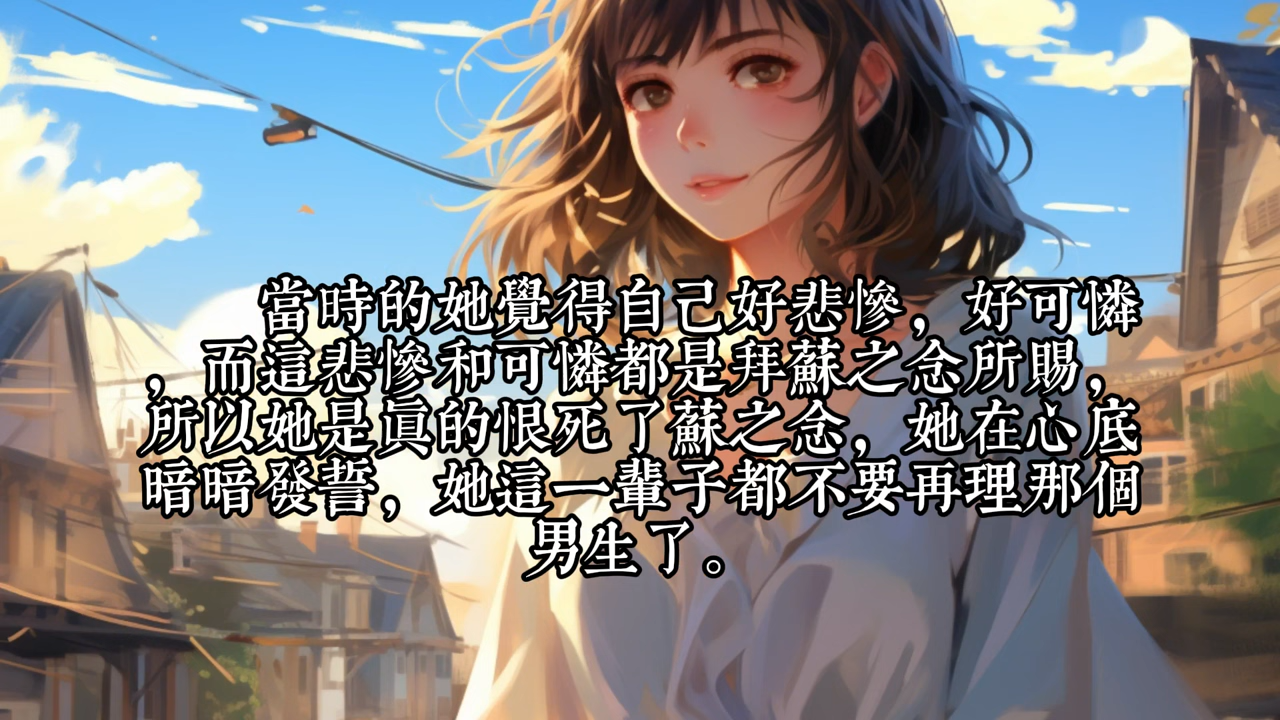 當時的她覺得自己好悲慘，好可憐
，而這悲慘和可憐都是拜蘇之念所賜，
所以她是真的恨死了蘇之念，她在心底
暗暗發誓，她這一輩子都不要再理那個
男生了。